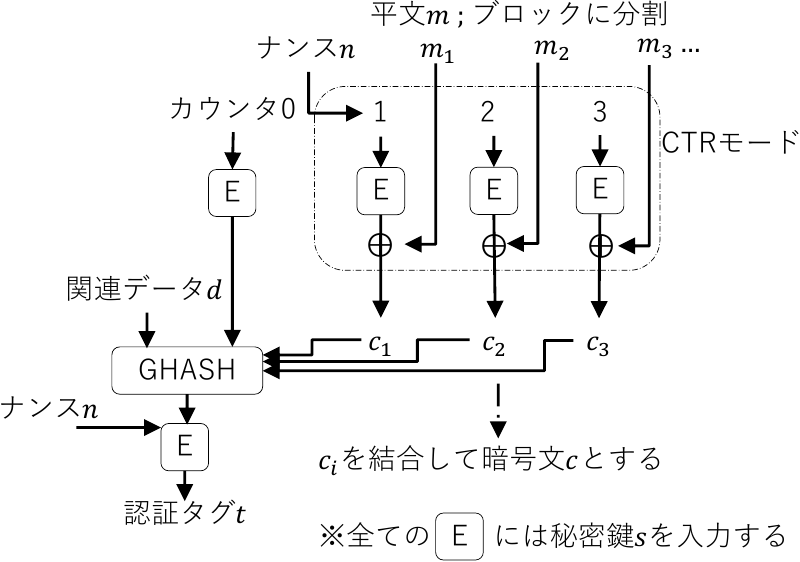 平文m ; ブロックに分割
ナンスn
m1
m2
m3 ...
カウンタ0
1
2
3
CTRモード
E
E
E
E
関連データd
c1
c2
c3
GHASH
ナンスn
E
ciを結合して暗号文cとする
認証タグt
※全ての E には秘密鍵sを入力する